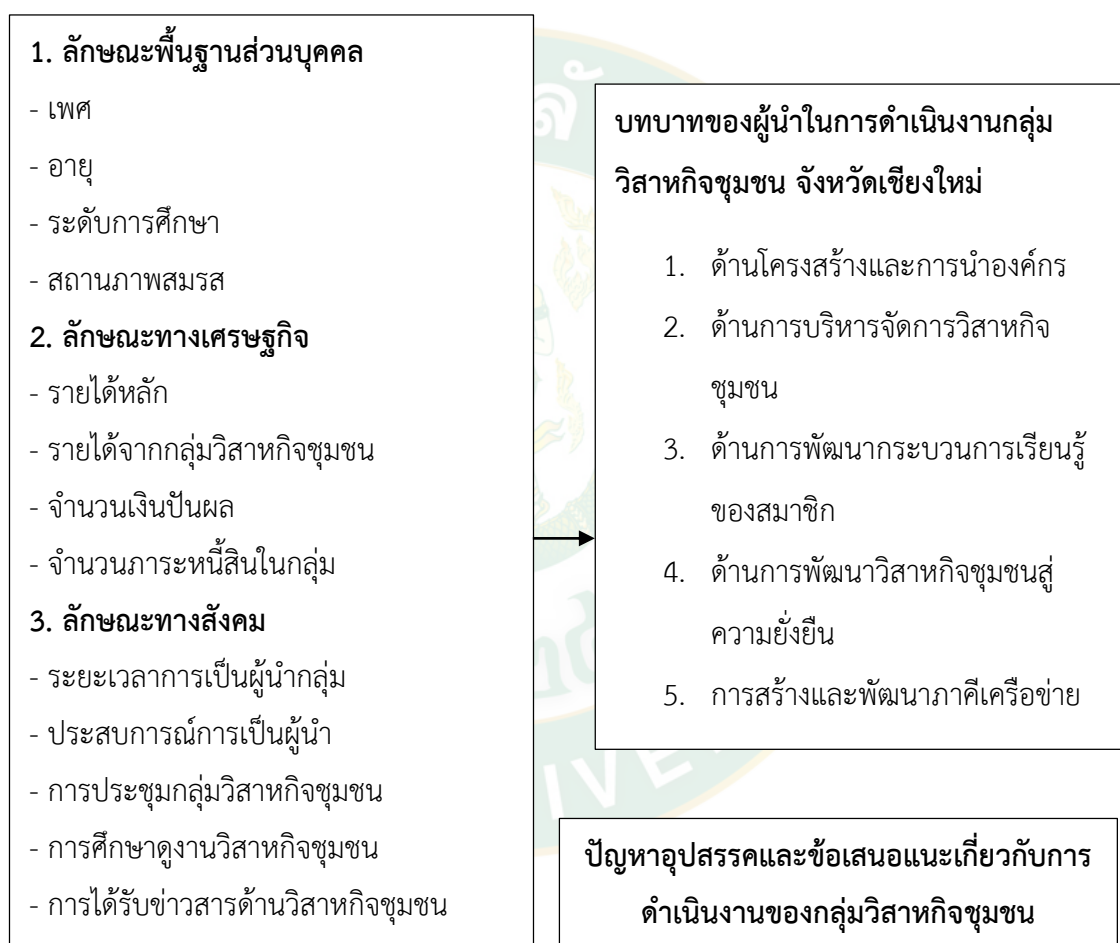 1. ลักษณะพื้นฐานส่วนบุคคล
- เพศ
- อายุ
- ระดับการศึกษา
- สถานภาพสมรส
2. ลักษณะทางเศรษฐกิจ
- รายได้หลัก
- รายได้จากกลุ่มวิสาหกิจชุมชน
- จำนวนเงินปันผล
- จำนวนภาระหนี้สินในกลุ่ม
3. ลักษณะทางสังคม
- ระยะเวลาการเป็นผู้นำกลุ่ม
- ประสบการณ์การเป็นผู้นำ
- การประชุมกลุ่มวิสาหกิจชุมชน
- การศึกษาดูงานวิสาหกิจชุมชน
- การได้รับข่าวสารด้านวิสาหกิจชุมชน
บทบาทของผู้นำในการดำเนินงานกลุ่ม
วิสาหกิจชุมชน จังหวัดเชียงใหม่
1. ด้านโครงสร้างและการนำองค์กร
2. ด้านการบริหารจัดการวิสาหกิจ
ชุมชน
3. ด้านการพัฒนากระบวนการเรียนรู้
ของสมาชิก
4. ด้านการพัฒนาวิสาหกิจชุมชนสู่
ความยั่งยืน
5. การสร้างและพัฒนาภาคีเครือข่าย
ปัญหาอุปสรรคและข้อเสนอแนะเกี่ยวกับการ
ดำเนินงานของกลุ่มวิสาหกิจชุมชน